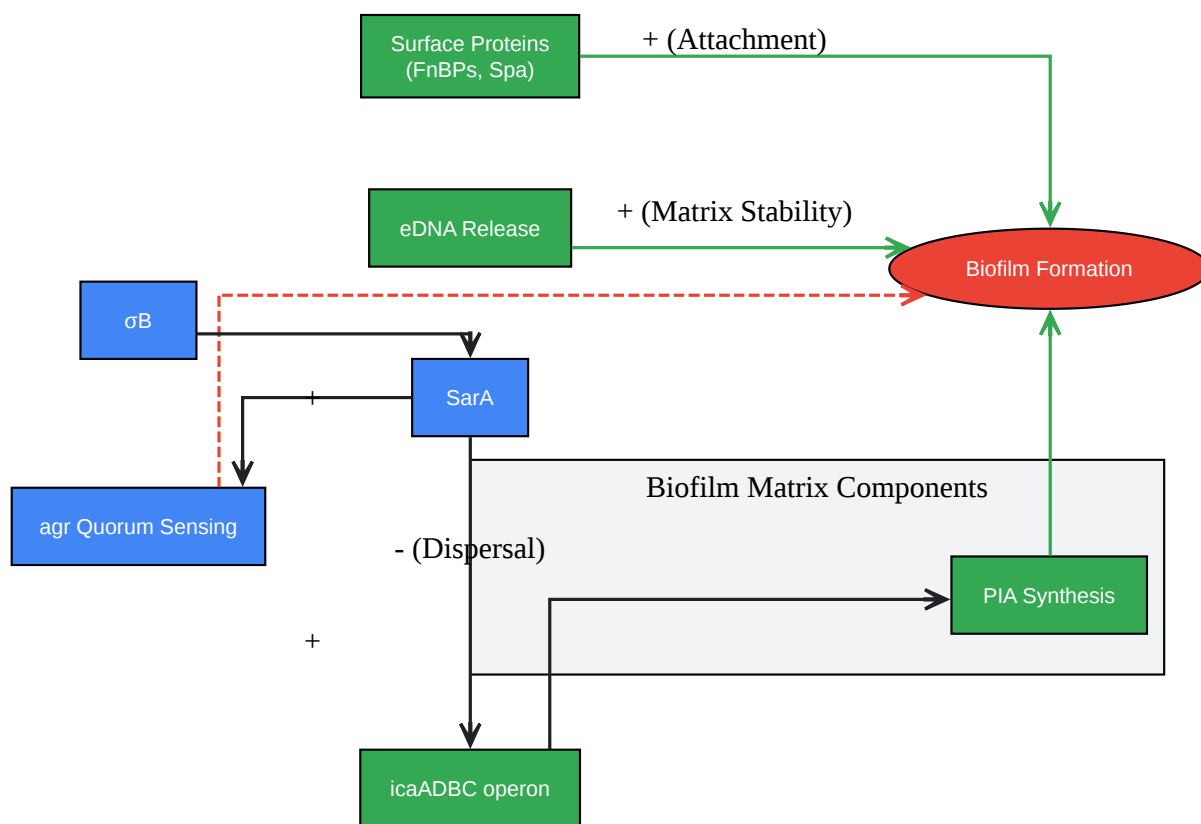 Surface Proteins
(FnBPs, Spa)
+ (Attachment)
eDNA Release
+ (Matrix Stability)
Biofilm Formation
σB
SarA
+
agr Quorum Sensing
Biofilm Matrix Components
- (Dispersal)
PIA Synthesis
+
icaADBC operon